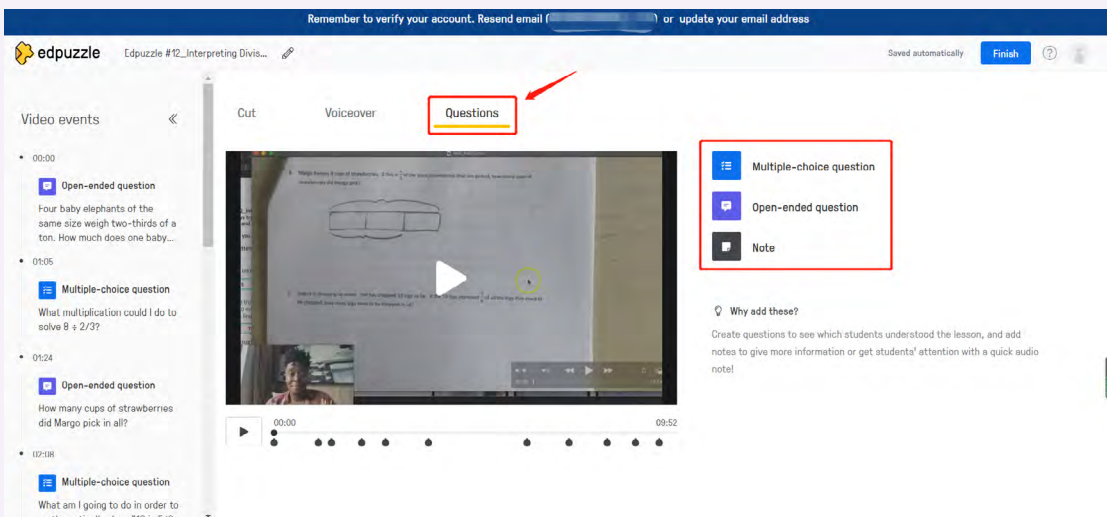 Remember to verify your account. Resend email ( ) or update your email address
edpuzzle
Edpuzzle #12_Interpreting Divis...
Saved automatically
Finish
?
Video events
«
00:00
Open-ended question
Four baby elephants of the
same size weigh two-thirds of a
ton. How much does one baby...
01:05
Multiple-choice question
What multiplication could I do to
solve 8 ÷ 2/3?
01:24
Open-ended question
How many cups of strawberries
did Margo pick in all?
02:08
Multiple-choice question
What am I going to do in order to
Cut
Voiceover
Questions
00:00
09:52
Multiple-choice question
Open-ended question
Note
Why add these?
Create questions to see which students understood the lesson, and add
notes to give more information or get students' attention with a quick audio
note!